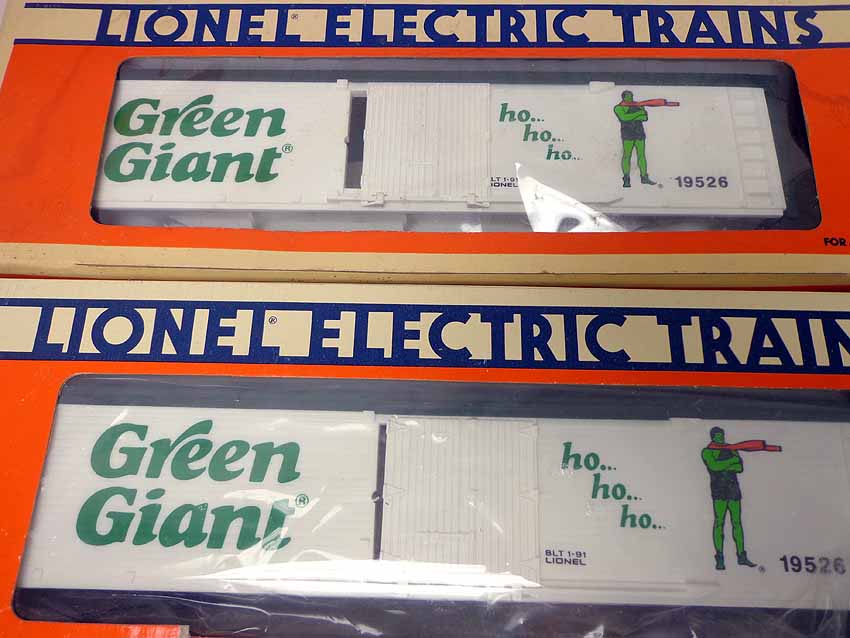 LIONEL® ELECTRIC TRAINS
Green
Giant®
ho...
ho...
ho...
BLT 1-91
LIONEL
®
19526
FOR
LIONEL® ELECTRIC TRAIN
Green
Giant®
ho...
ho...
ho...
BLT 1-91
LIONEL
®
19526